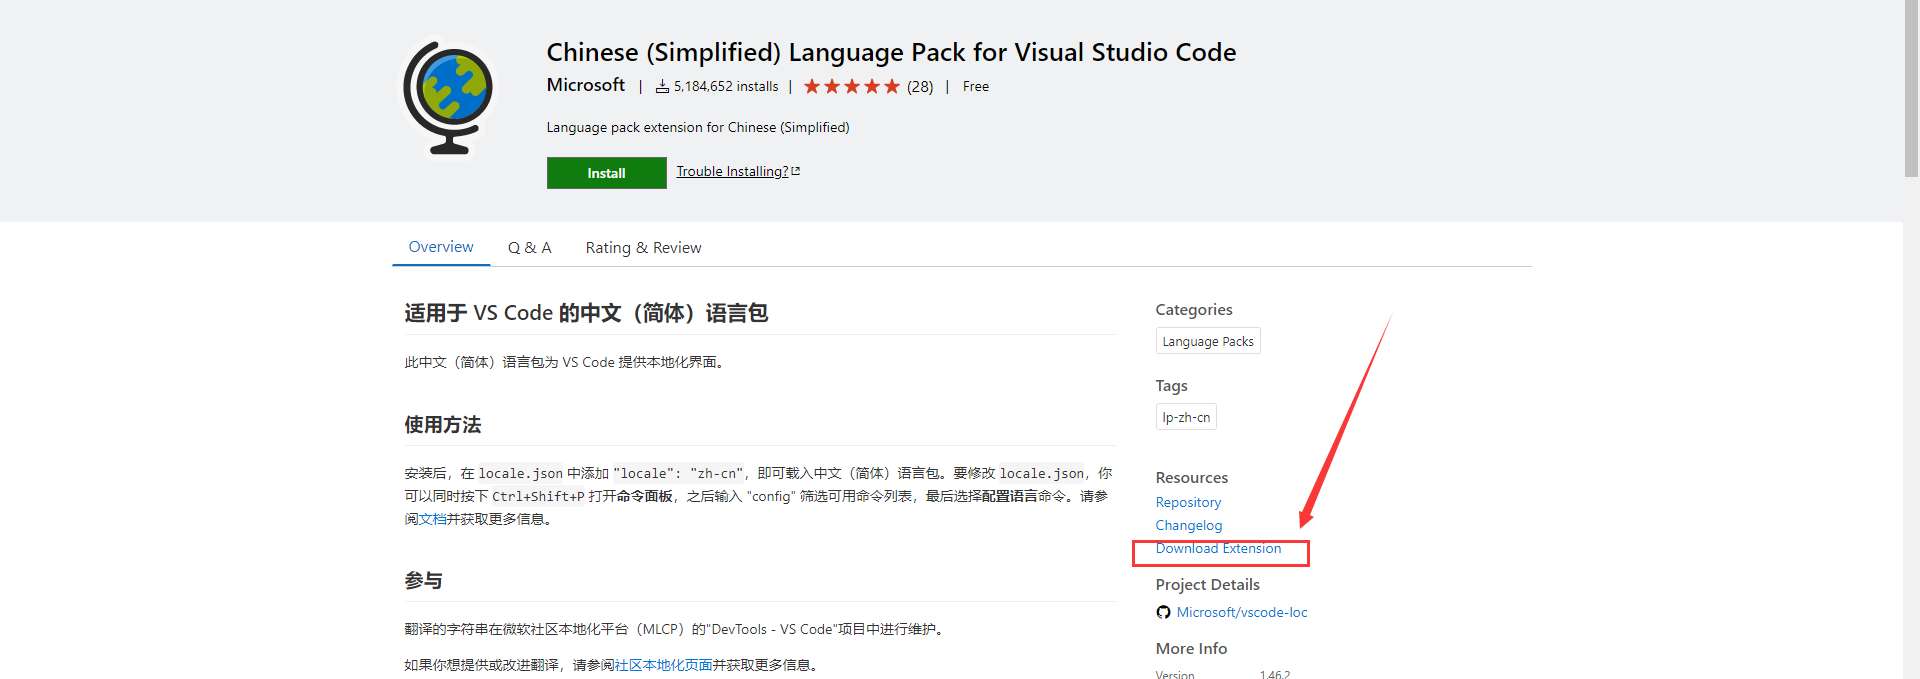 Chinese (Simplified) Language Pack for Visual Studio Code
Microsoft | 5,184,652 installs | (28) | Free
Language pack extension for Chinese (Simplified)
Install Trouble Installing?
Overview Q & A Rating & Review
适用于 VS Code 的中文（简体）语言包
此中文（简体）语言包为 VS Code 提供本地化界面。
使用方法
安装后，在 locale.json 中添加 "locale": "zh-cn"，即可载入中文（简体）语言包。要修改 locale.json，你
可以同时按下 Ctrl+Shift+P 打开命令面板，之后输入 "config" 筛选可用命令列表，最后选择配置语言命令。请参
阅文档并获取更多信息。
参与
翻译的字符串在微软社区本地化平台（MLCP）的"DevTools - VS Code"项目中进行维护。
如果你想提供或改进翻译，请参阅社区本地化页面并获取更多信息。
Categories
Language Packs
Tags
lp-zh-cn
Resources
Repository
Changelog
Download Extension
Project Details
Microsoft/vscode-loc
More Info
Version 1.46.2